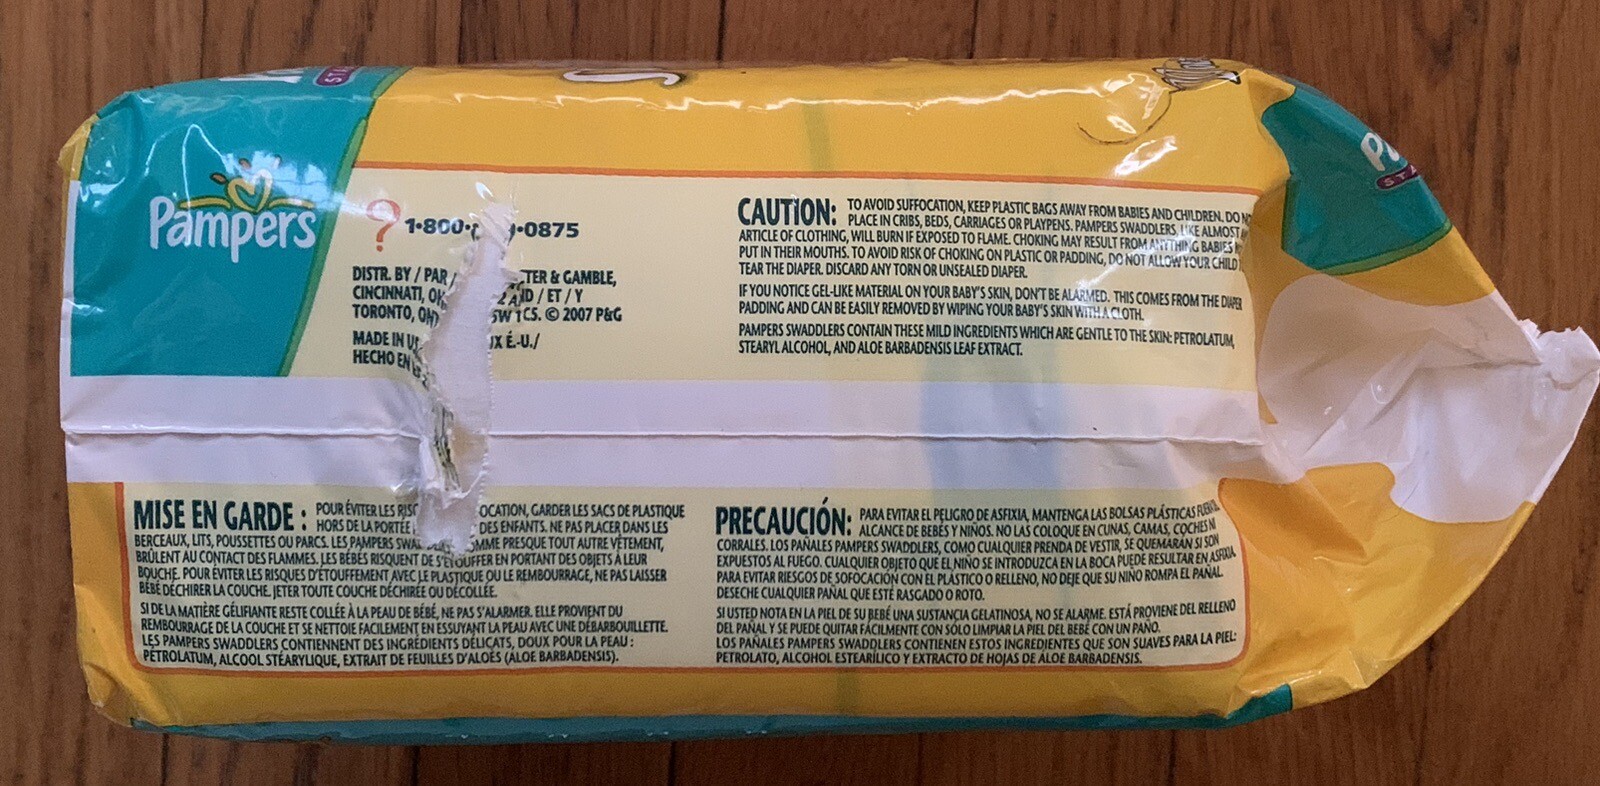 Pampers
? 1-800- -0875
DISTR. BY / PAR TER & GAMBLE,
CINCINNATI, ID / ET / Y
TORONTO, 5W 1C5. © 2007 P&G
MADE IN É.-U./
HECHO EN
CAUTION: TO AVOID SUFFOCATION, KEEP PLASTIC BAGS AWAY FROM BABIES AND CHILDREN. DO NOT
PLACE IN CRIBS, BEDS, CARRIAGES OR PLAYPENS. PAMPERS SWADDLERS, LIKE ALMOST
ARTICLE OF CLOTHING, WILL BURN IF EXPOSED TO FLAME. CHOKING MAY RESULT FROM ANYTHING BABIES
PUT IN THEIR MOUTHS. TO AVOID RISK OF CHOKING ON PLASTIC OR PADDING, DO NOT ALLOW YOUR CHILD
TEAR THE DIAPER. DISCARD ANY TORN OR UNSEALED DIAPER.
IF YOU NOTICE GEL-LIKE MATERIAL ON YOUR BABY'S SKIN, DON'T BE ALARMED. THIS COMES FROM THE DIAPER
PADDING AND CAN BE EASILY REMOVED BY WIPING YOUR BABY'S SKIN WITH A CLOTH.
PAMPERS SWADDLERS CONTAIN THESE MILD INGREDIENTS WHICH ARE GENTLE TO THE SKIN: PETROLATUM,
STEARYL ALCOHOL, AND ALOE BARBADENSIS LEAF EXTRACT.
MISE EN GARDE : POUR ÉVITER LES OCATION, GARDER LES SACS DE PLASTIQUE
HORS DE LA PORTÉE DES ENFANTS. NE PAS PLACER DANS LES
BERCEAUX, LITS, POUSSETTES OU PARCS. LES PAMPERS OMME PRESQUE TOUT AUTRE VÊTEMENT,
BRÛLENT AU CONTACT DES FLAMMES. LES BÉBÉS RISQUENT DE S'ÉTOUFFER EN PORTANT DES OBJETS À LEUR
BOUCHE. POUR ÉVITER LES RISQUES D'ÉTOUFFEMENT AVEC LE PLASTIQUE OU LE REMBOURRAGE, NE PAS LAISSER
BÉBÉ DÉCHIRER LA COUCHE. JETER TOUTE COUCHE DÉCHIRÉE OU DÉCOLLÉE.
SI DE LA MATIÈRE GÉLIFIANTE RESTE COLLÉE À LA PEAU DE BÉBÉ, NE PAS S'ALARMER. ELLE PROVIENT DU
REMBOURRAGE DE LA COUCHE ET SE NETTOIE FACILEMENT EN ESSUYANT LA PEAU AVEC UNE DÉBARBOUILLETTE.
LES PAMPERS SWADDLERS CONTIENNENT DES INGRÉDIENTS DÉLICATS, DOUX POUR LA PEAU :
PÉTROLATUM, ALCOOL STÉARYLIQUE, EXTRAIT DE FEUILLES D'ALOÈS (ALOE BARBADENSIS).
PRECAUCIÓN: PARA EVITAR EL PELIGRO DE ASFIXIA, MANTENGA LAS BOLSAS PLÁSTICAS FUERA DEL
ALCANCE DE BEBÉS Y NIÑOS. NO LAS COLOQUE EN CUNAS, CAMAS, COCHES NI
CORRALES. LOS PAÑALES PAMPERS SWADDLERS, COMO CUALQUIER PRENDA DE VESTIR, SE QUEMARÁN SI SON
EXPUESTOS AL FUEGO. CUALQUIER OBJETO QUE EL NIÑO SE INTRODUZCA EN LA BOCA PUEDE RESULTAR EN ASFIXIA.
PARA EVITAR RIESGOS DE SOFOCACIÓN CON EL PLASTICO O RELLENO, NO DEJE QUE SU NIÑO ROMPA EL PAÑAL.
DESECHE CUALQUIER PAÑAL QUE ESTÉ RASGADO O ROTO.
SI USTED NOTA EN LA PIEL DE SU BEBÉ UNA SUSTANCIA GELATINOSA, NO SE ALARME. ESTÁ PROVIENE DEL RELLENO
DEL PAÑAL Y SE PUEDE QUITAR FÁCILMENTE CON SÓLO LIMPIAR LA PIEL DEL BEBÉ CON UN PAÑO.
LOS PAÑALES PAMPERS SWADDLERS CONTIENEN ESTOS INGREDIENTES QUE SON SUAVES PARA LA PIEL:
PETROLATO, ALCOHOL ESTEARÍLICO Y EXTRACTO DE HOJAS DE ÁLOE BARBADENSIS.